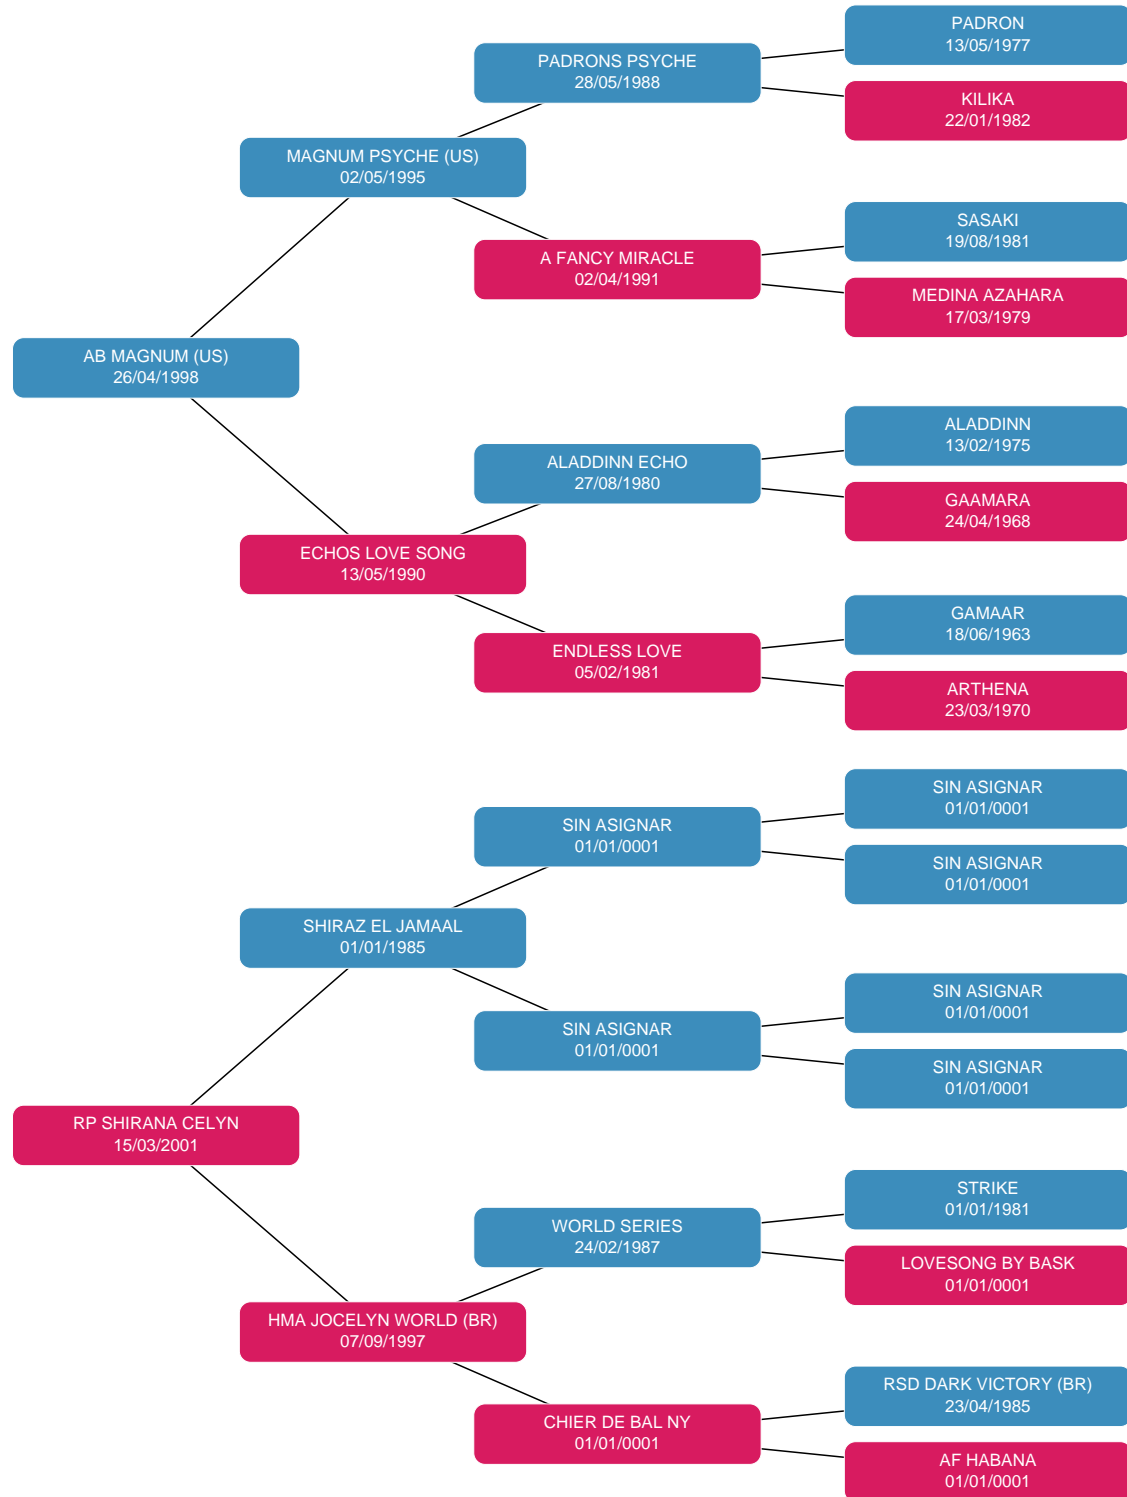 PADRON
13/05/1977
PADRONS PSYCHE
28/05/1988
KILIKA
22/01/1982
MAGNUM PSYCHE (US)
02/05/1995
SASAKI
19/08/1981
A FANCY MIRACLE
02/04/1991
MEDINA AZAHARA
17/03/1979
AB MAGNUM (US)
26/04/1998
ALADDINN
13/02/1975
ALADDINN ECHO
27/08/1980
GAAMARA
24/04/1968
ECHOS LOVE SONG
13/05/1990
GAMAAR
18/06/1963
ENDLESS LOVE
05/02/1981
ARTHENA
23/03/1970
SIN ASIGNAR
01/01/0001
SIN ASIGNAR
01/01/0001
SIN ASIGNAR
01/01/0001
SHIRAZ EL JAMAAL
01/01/1985
SIN ASIGNAR
01/01/0001
SIN ASIGNAR
01/01/0001
SIN ASIGNAR
01/01/0001
RP SHIRANA CELYN
15/03/2001
STRIKE
01/01/1981
WORLD SERIES
24/02/1987
LOVESONG BY BASK
01/01/0001
HMA JOCELYN WORLD (BR)
07/09/1997
RSD DARK VICTORY (BR)
23/04/1985
CHIER DE BAL NY
01/01/0001
AF HABANA
01/01/0001